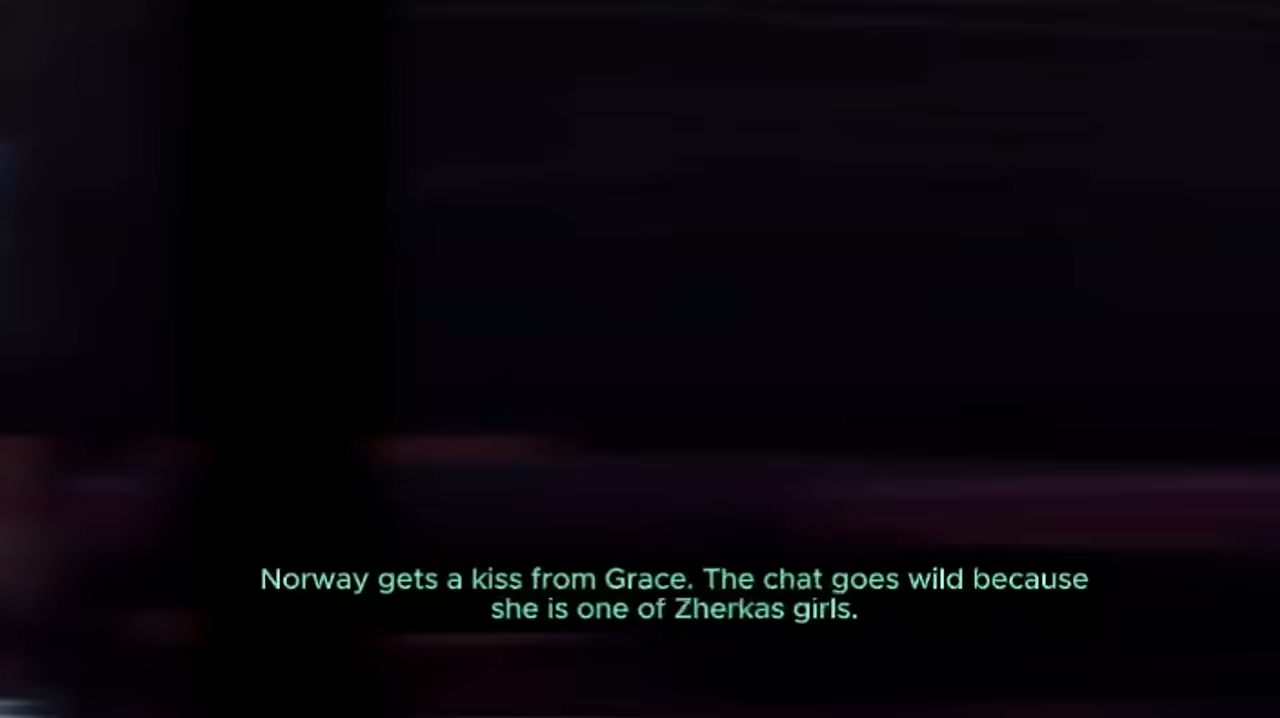 Norway gets a kiss from Grace. The chat goes wild because
she is one of Zherkas girls.